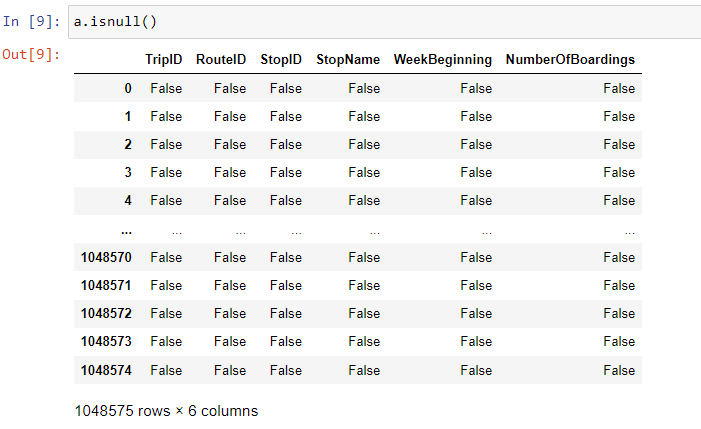 In [9]: a.isnull()
Out[9]:
TripID RouteID StopID StopName WeekBeginning NumberOfBoardings
0 False False False False False False
1 False False False False False False
2 False False False False False False
3 False False False False False False
4 False False False False False False
... ... ... ... ... ... ...
1048570 False False False False False False
1048571 False False False False False False
1048572 False False False False False False
1048573 False False False False False False
1048574 False False False False False False
1048575 rows × 6 columns